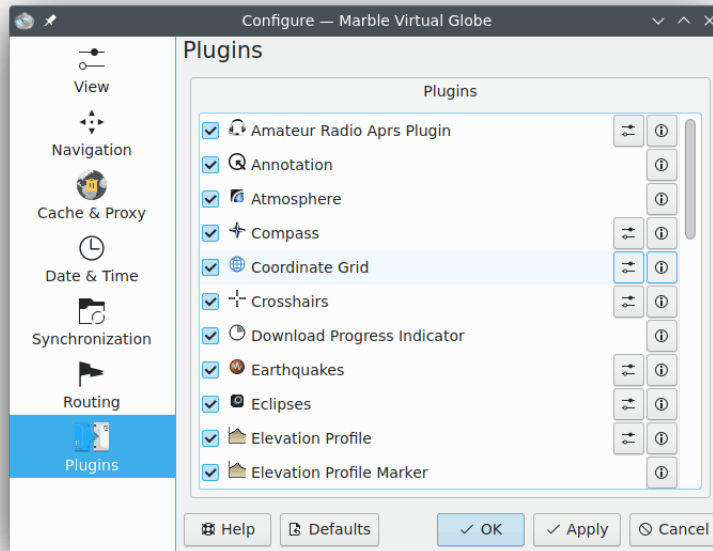 Configure — Marble Virtual Globe
View
Navigation
Cache & Proxy
Date & Time
Synchronization
Routing
Plugins
Plugins
Plugins
Amateur Radio Aprs Plugin
Annotation
Atmosphere
Compass
Coordinate Grid
Crosshairs
Download Progress Indicator
Earthquakes
Eclipses
Elevation Profile
Elevation Profile Marker
Help
Defaults
OK
Apply
Cancel